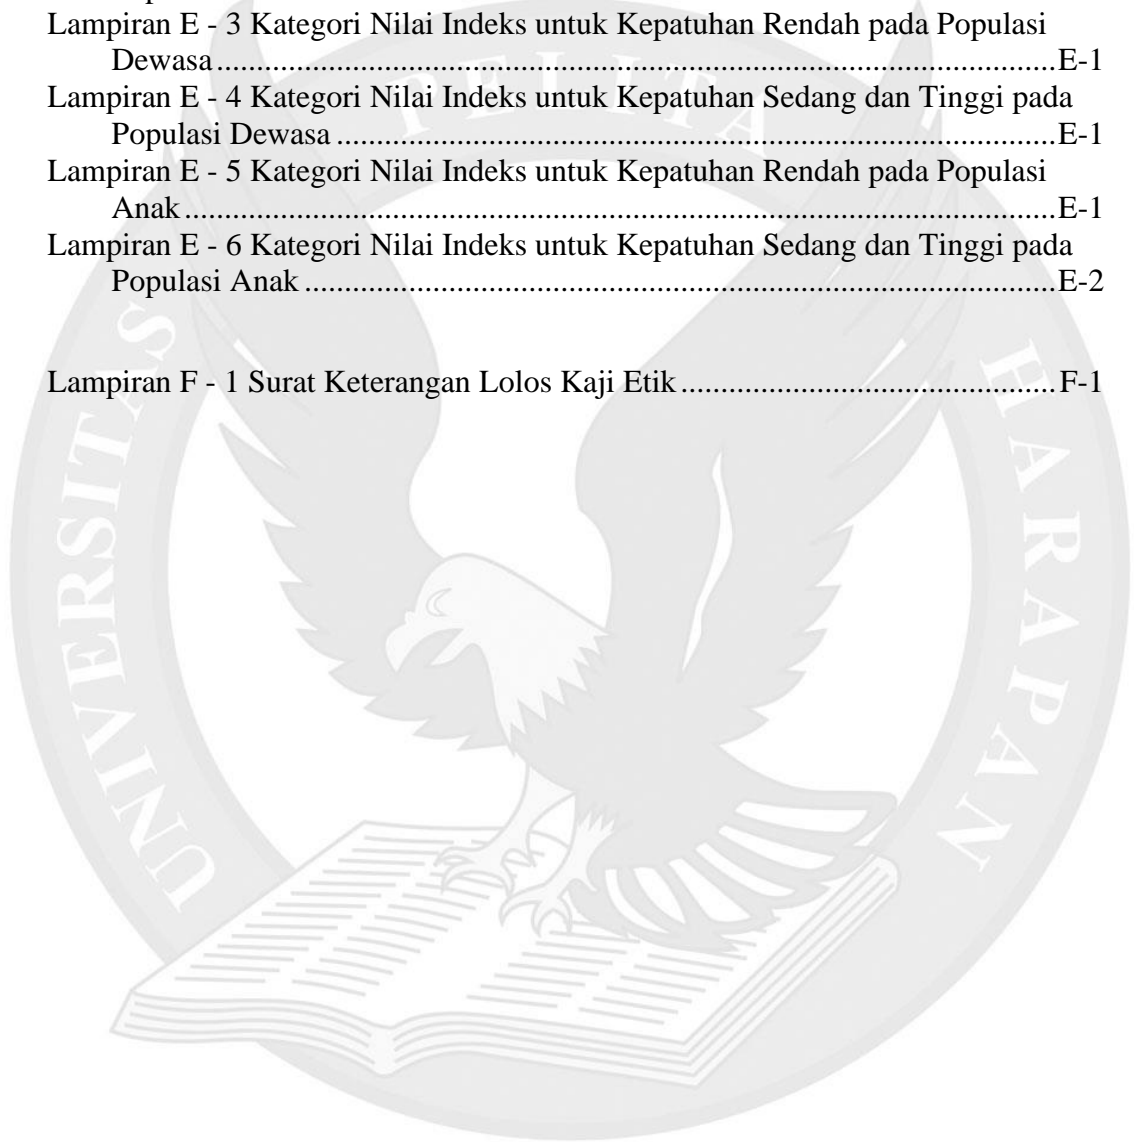 Lampiran E - 3 Kategori Nilai Indeks untuk Kepatuhan Rendah pada Populasi
Dewasa.........................................................................................................E-1
Lampiran E - 4 Kategori Nilai Indeks untuk Kepatuhan Sedang dan Tinggi pada
Populasi Dewasa..........................................................................................E-1
Lampiran E - 5 Kategori Nilai Indeks untuk Kepatuhan Rendah pada Populasi
Anak.............................................................................................................E-1
Lampiran E - 6 Kategori Nilai Indeks untuk Kepatuhan Sedang dan Tinggi pada
Populasi Anak..............................................................................................E-2
Lampiran F - 1 Surat Keterangan Lolos Kaji Etik...............................................F-1
UNIVERSITAS PELITA HARAPAN